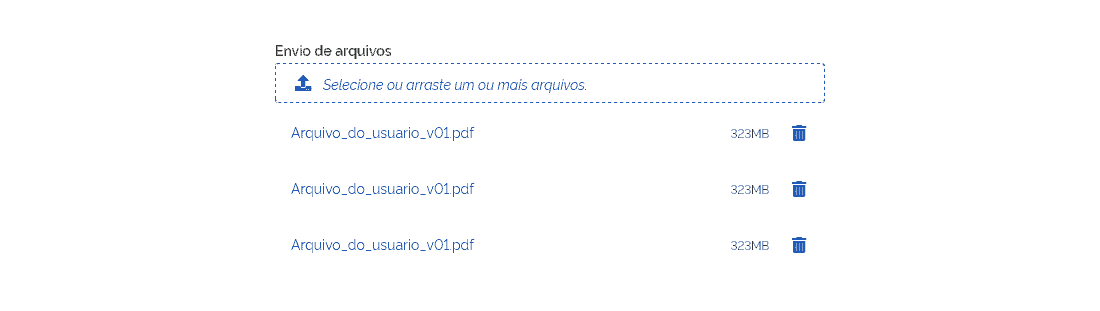 Envio de arquivos
Selecione ou arraste um ou mais arquivos.
Arquivo_do_usuario_v01.pdf 323MB
Arquivo_do_usuario_v01.pdf 323MB
Arquivo_do_usuario_v01.pdf 323MB